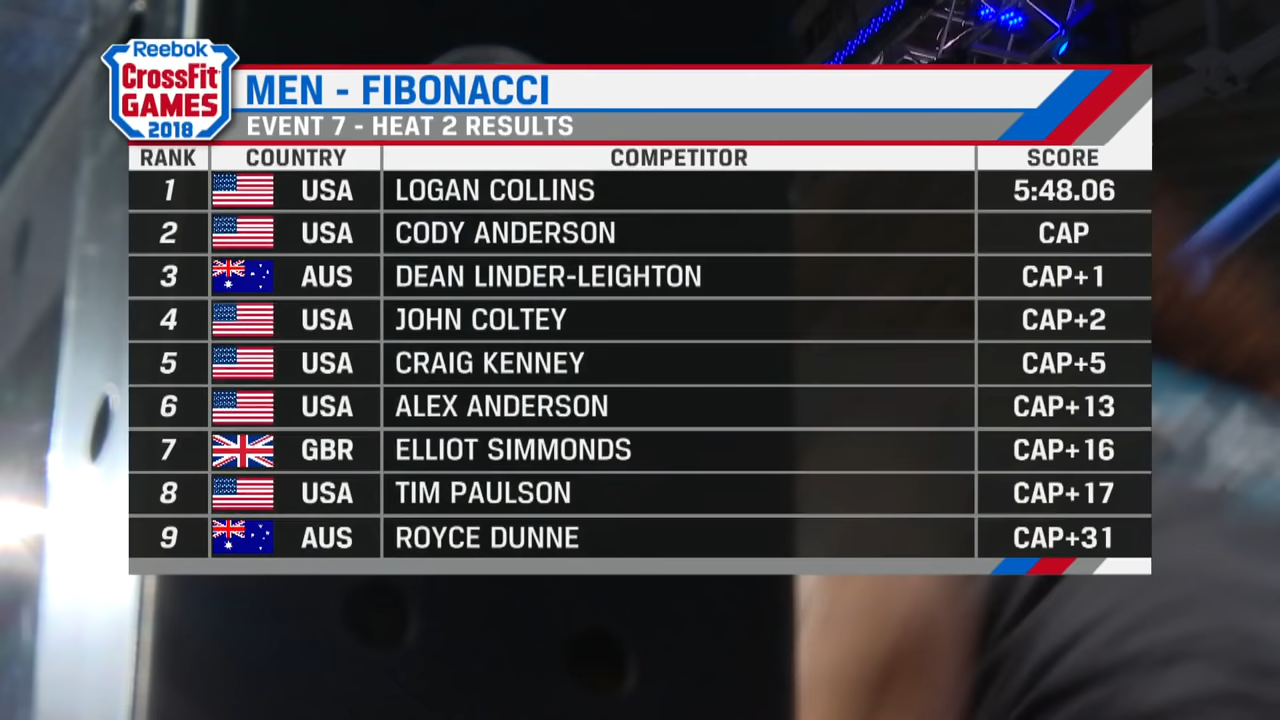 Reebok
CrossFit
GAMES
2018
MEN - FIBONACCI
EVENT 7 - HEAT 2 RESULTS
RANK COUNTRY COMPETITOR SCORE
1 USA LOGAN COLLINS 5:48.06
2 USA CODY ANDERSON CAP
3 AUS DEAN LINDER-LEIGHTON CAP+1
4 USA JOHN COLTEY CAP+2
5 USA CRAIG KENNEY CAP+5
6 USA ALEX ANDERSON CAP+13
7 GBR ELLIOT SIMMONDS CAP+16
8 USA TIM PAULSON CAP+17
9 AUS ROYCE DUNNE CAP+31